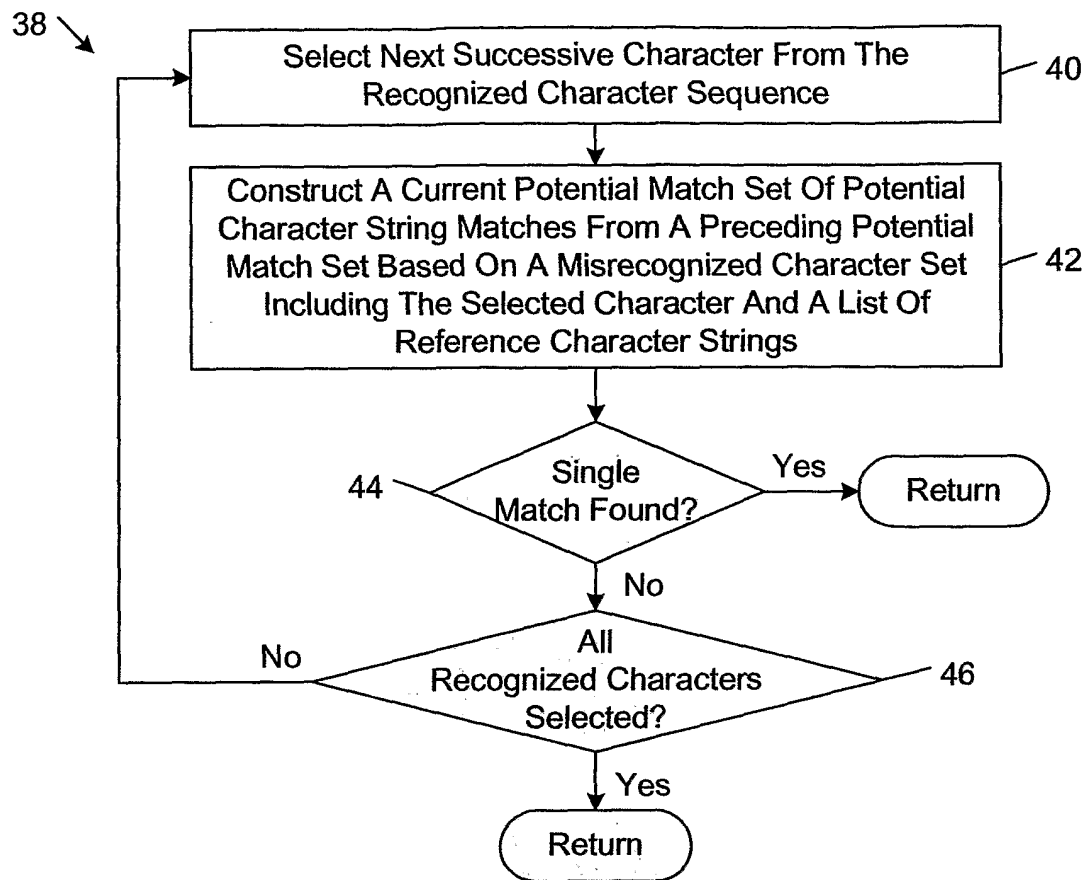 38
Select Next Successive Character From The
Recognized Character Sequence
40
Construct A Current Potential Match Set Of Potential
Character String Matches From A Preceding Potential
Match Set Based On A Misrecognized Character Set
Including The Selected Character And A List Of
Reference Character Strings
42
44
Single
Match Found?
Yes
Return
No
All
Recognized Characters
Selected?
No
46
Yes
Return